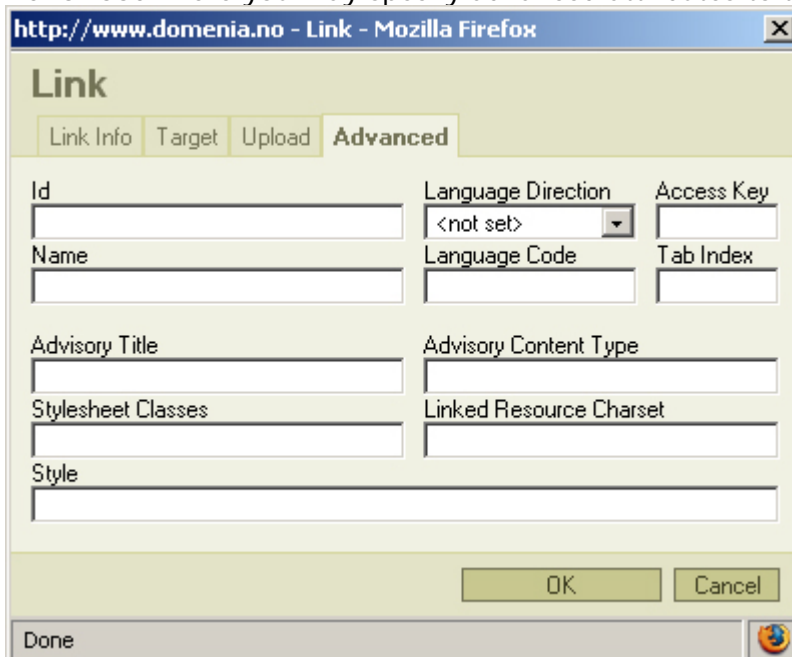 http://www.domenia.no - Link - Mozilla Firefox
Link
Link Info Target Upload Advanced
Id Language Direction Access Key
<not set>
Name Language Code Tab Index
Advisory Title Advisory Content Type
Stylesheet Classes Linked Resource Charset
Style
OK Cancel
Done